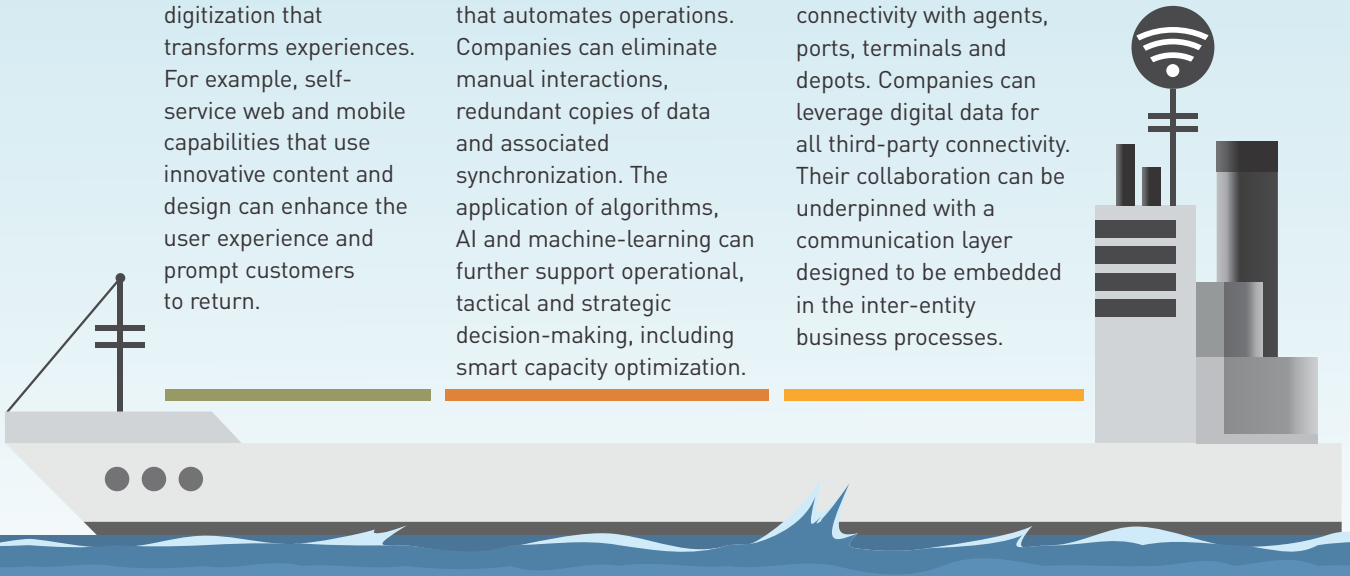 digitization that
transforms experiences.
For example, self-
service web and mobile
capabilities that use
innovative content and
design can enhance the
user experience and
prompt customers
to return.
that automates operations.
Companies can eliminate
manual interactions,
redundant copies of data
and associated
synchronization. The
application of algorithms,
AI and machine-learning can
further support operational,
tactical and strategic
decision-making, including
smart capacity optimization.
connectivity with agents,
ports, terminals and
depots. Companies can
leverage digital data for
all third-party connectivity.
Their collaboration can be
underpinned with a
communication layer
designed to be embedded
in the inter-entity
business processes.